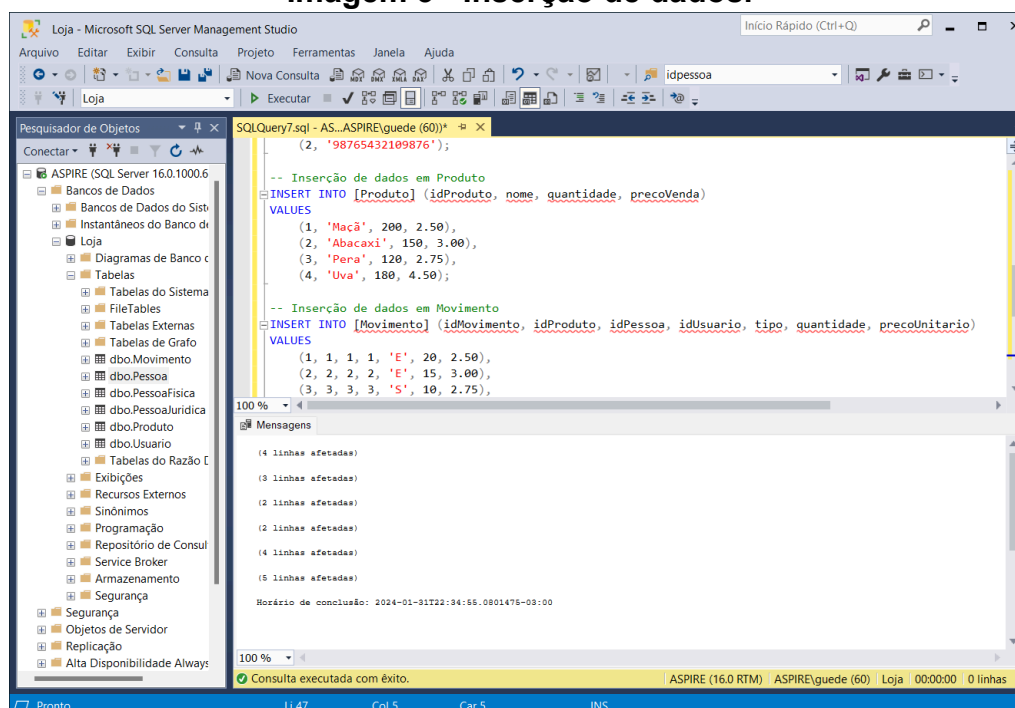 Loja - Microsoft SQL Server Management Studio
Início Rápido (Ctrl+Q)
Arquivo Editar Exibir Consulta Projeto Ferramentas Janela Ajuda
Nova Consulta MDX DMX XMLA DAX idpessoa
Loja Executar
Pesquisador de Objetos
Conectar
ASPIRE (SQL Server 16.0.1000.6
Bancos de Dados
Bancos de Dados do Siste
Instantâneos do Banco de
Loja
Diagramas de Banco d
Tabelas
Tabelas do Sistema
FileTables
Tabelas Externas
Tabelas de Grafo
dbo.Movimento
dbo.Pessoa
dbo.PessoaFisica
dbo.PessoaJuridica
dbo.Produto
dbo.Usuario
Tabelas do Razão D
Exibições
Recursos Externos
Sinônimos
Programação
Repositório de Consul
Service Broker
Armazenamento
Segurança
Segurança
Objetos de Servidor
Replicação
Alta Disponibilidade Always
SQLQuery7.sql - AS...ASPIRE\guede (60))*
(2, '98765432109876');
-- Inserção de dados em Produto
INSERT INTO [Produto] (idProduto, nome, quantidade, precoVenda)
VALUES
(1, 'Maçã', 200, 2.50),
(2, 'Abacaxi', 150, 3.00),
(3, 'Pera', 120, 2.75),
(4, 'Uva', 180, 4.50);
-- Inserção de dados em Movimento
INSERT INTO [Movimento] (idMovimento, idProduto, idPessoa, idUsuario, tipo, quantidade, precoUnitario)
VALUES
(1, 1, 1, 1, 'E', 20, 2.50),
(2, 2, 2, 2, 'E', 15, 3.00),
(3, 3, 3, 3, 'S', 10, 2.75),
100 %
Mensagens
(4 linhas afetadas)
(3 linhas afetadas)
(2 linhas afetadas)
(2 linhas afetadas)
(4 linhas afetadas)
(5 linhas afetadas)
Horário de conclusão: 2024-01-31T22:34:55.0801475-03:00
100 %
Consulta executada com êxito. ASPIRE (16.0 RTM) ASPIRE\guede (60) Loja 00:00:00 0 linhas
Pronto Li 47 Col 5 Car 5 INS